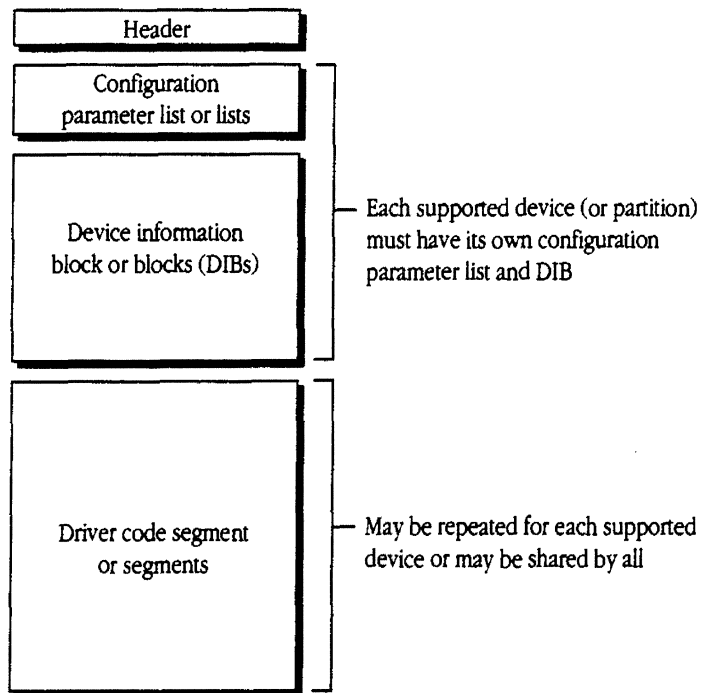 Header
Configuration
parameter list or lists
Device information
block or blocks (DIBs)
Each supported device (or partition)
must have its own configuration
parameter list and DIB
Driver code segment
or segments
May be repeated for each supported
device or may be shared by all